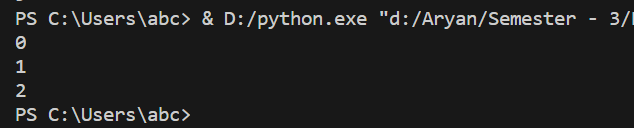 PS C:\Users\abc> & D:/python.exe "d:/Aryan/Semester - 3/
0
1
2
PS C:\Users\abc>